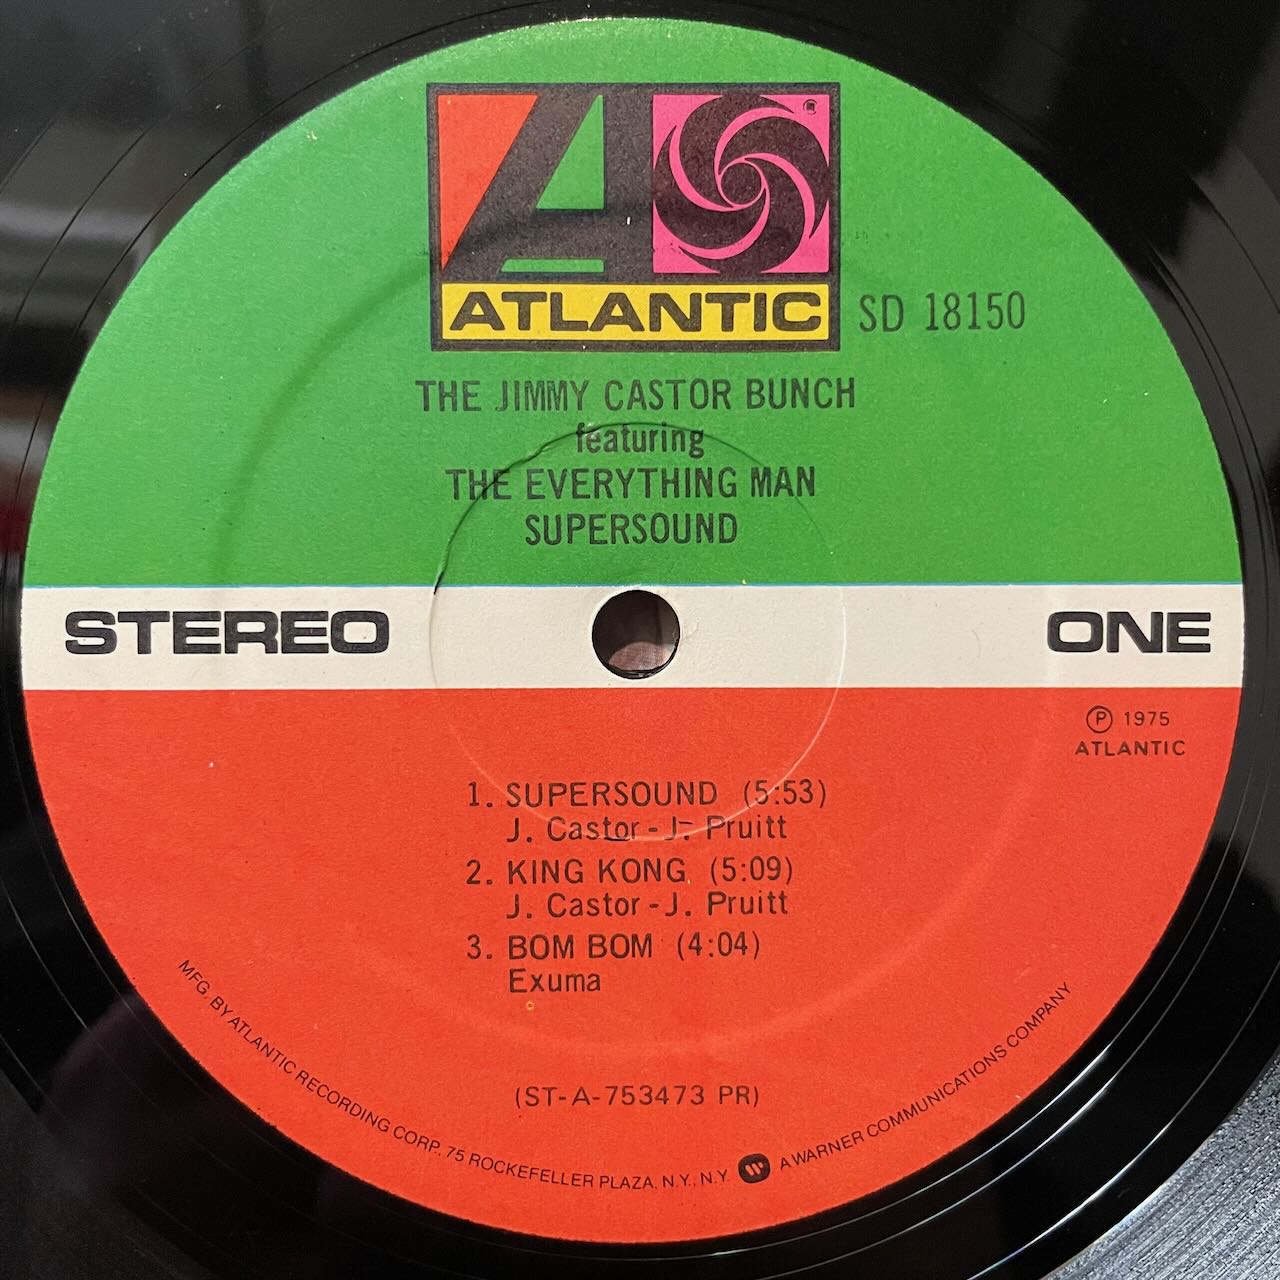 ATLANTIC
SD 18150
THE JIMMY CASTOR BUNCH
featuring
THE EVERYTHING MAN
SUPERSOUND
STEREO
ONE
Ⓟ 1975
ATLANTIC
1. SUPERSOUND (5:53)
J. Castor - J. Pruitt
2. KING KONG (5:09)
J. Castor - J. Pruitt
3. BOM BOM (4:04)
Exuma
(ST-A-753473 PR)
MFG. BY ATLANTIC RECORDING CORP., 75 ROCKEFELLER PLAZA, N.Y., N.Y. A WARNER COMMUNICATIONS COMPANY